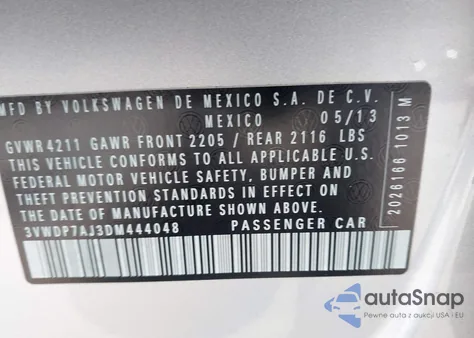 MFD BY VOLKSWAGEN DE MEXICO S.A. DE C.V.
MEXICO 05/13
GVWR 4211 GAWR FRONT 2205 / REAR 2116 LBS
THIS VEHICLE CONFORMS TO ALL APPLICABLE U.S.
FEDERAL MOTOR VEHICLE SAFETY, BUMPER AND
THEFT PREVENTION STANDARDS IN EFFECT ON THE
DATE OF MANUFACTURE SHOWN ABOVE.
3VWDP7AJ3DM444048 PASSENGER CAR
2026166 1013 M
autoSnap
Pewne auta z aukcji USA i EU